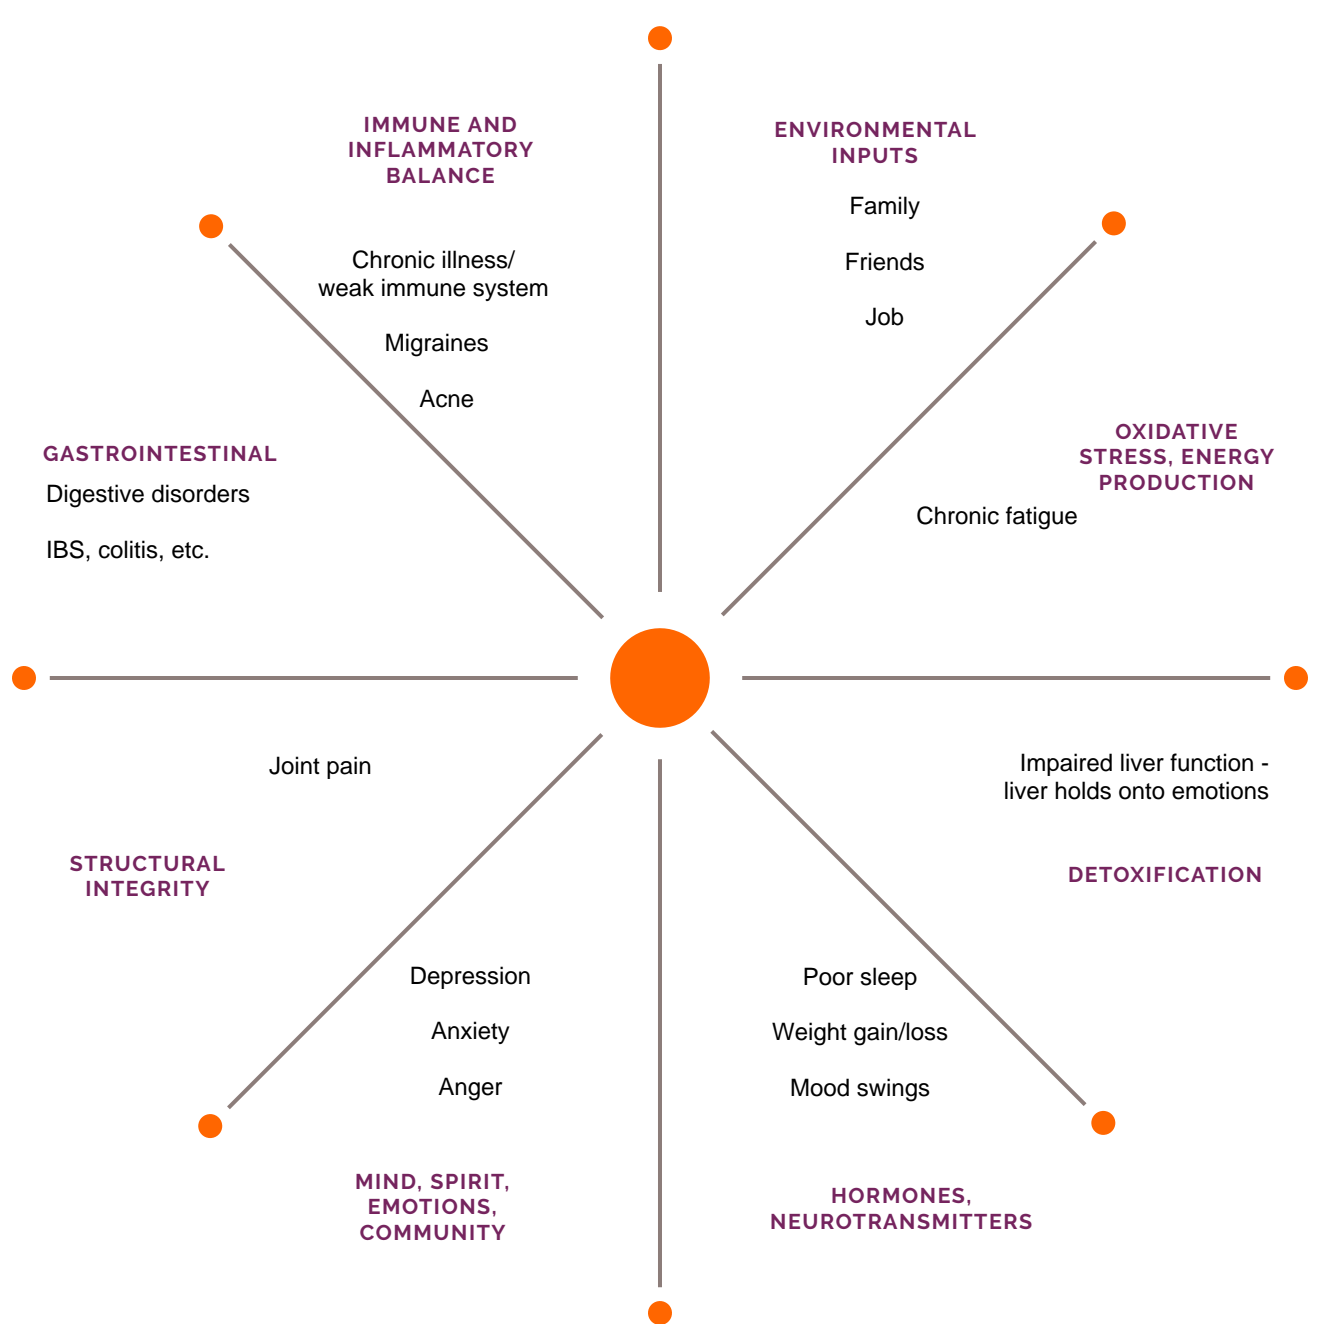 IMMUNE AND
INFLAMMATORY
BALANCE
Chronic illness/
weak immune system
Migraines
Acne
ENVIRONMENTAL
INPUTS
Family
Friends
Job
GASTROINTESTINAL
Digestive disorders
IBS, colitis, etc.
OXIDATIVE
STRESS, ENERGY
PRODUCTION
Chronic fatigue
Joint pain
STRUCTURAL
INTEGRITY
Impaired liver function -
liver holds onto emotions
DETOXIFICATION
Depression
Anxiety
Anger
MIND, SPIRIT,
EMOTIONS,
COMMUNITY
Poor sleep
Weight gain/loss
Mood swings
HORMONES,
NEUROTRANSMITTERS